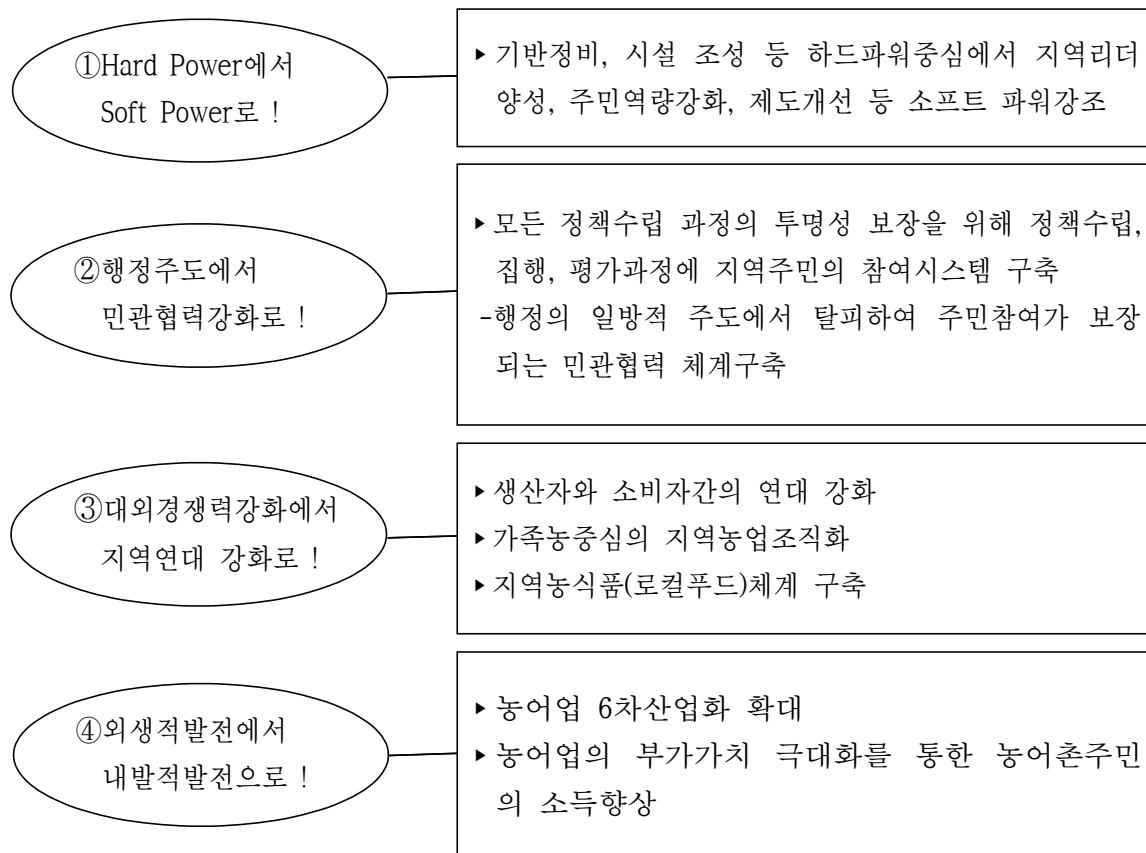 ①Hard Power에서
Soft Power로 !
▸기반정비, 시설 조성 등 하드파워중심에서 지역리더
양성, 주민역량강화, 제도개선 등 소프트 파워강조
②행정주도에서
민관협력강화로 !
▸모든 정책수립 과정의 투명성 보장을 위해 정책수립,
집행, 평가과정에 지역주민의 참여시스템 구축
-행정의 일방적 주도에서 탈피하여 주민참여가 보장
되는 민관협력 체계구축
③대외경쟁력강화에서
지역연대 강화로 !
▸생산자와 소비자간의 연대 강화
▸가족농중심의 지역농업조직화
▸지역농식품(로컬푸드)체계 구축
④외생적발전에서
내발적발전으로 !
▸농어업 6차산업화 확대
▸농어업의 부가가치 극대화를 통한 농어촌주민
의 소득향상